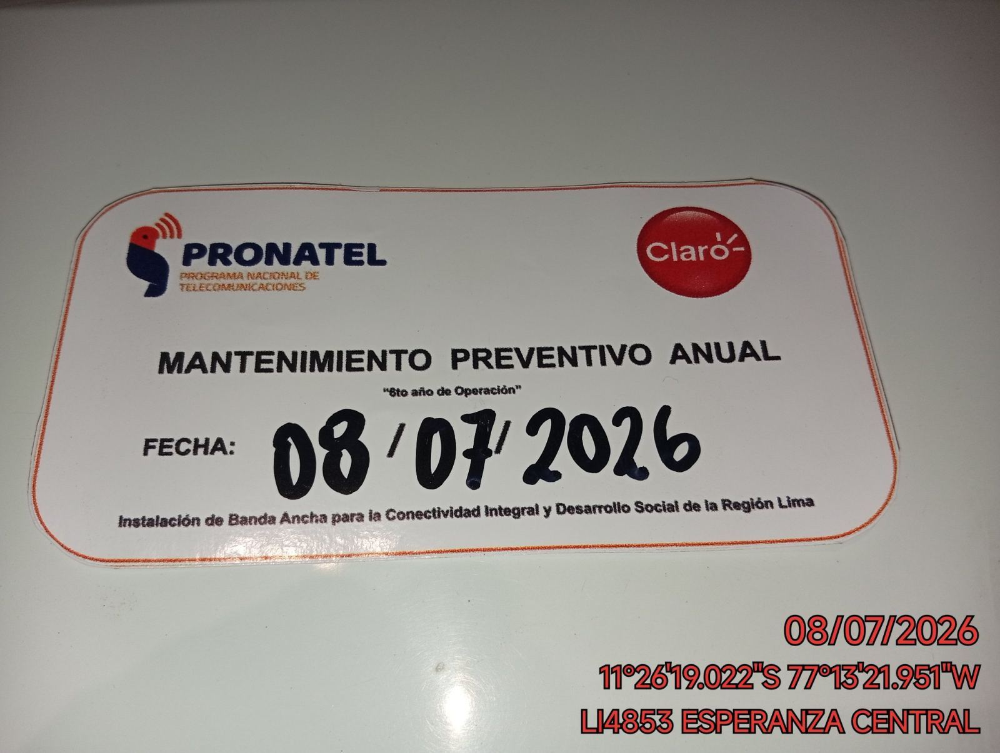 PRONATEL
PROGRAMA NACIONAL DE
TELECOMUNICACIONES
Claro
MANTENIMIENTO PREVENTIVO ANUAL
"6to año de Operación"
FECHA: 08/07/2026
Instalación de Banda Ancha para la Conectividad Integral y Desarrollo Social de la Región Lima
08/07/2026
11°26'19.022"S 77°13'21.951"W
LI4853 ESPERANZA CENTRAL